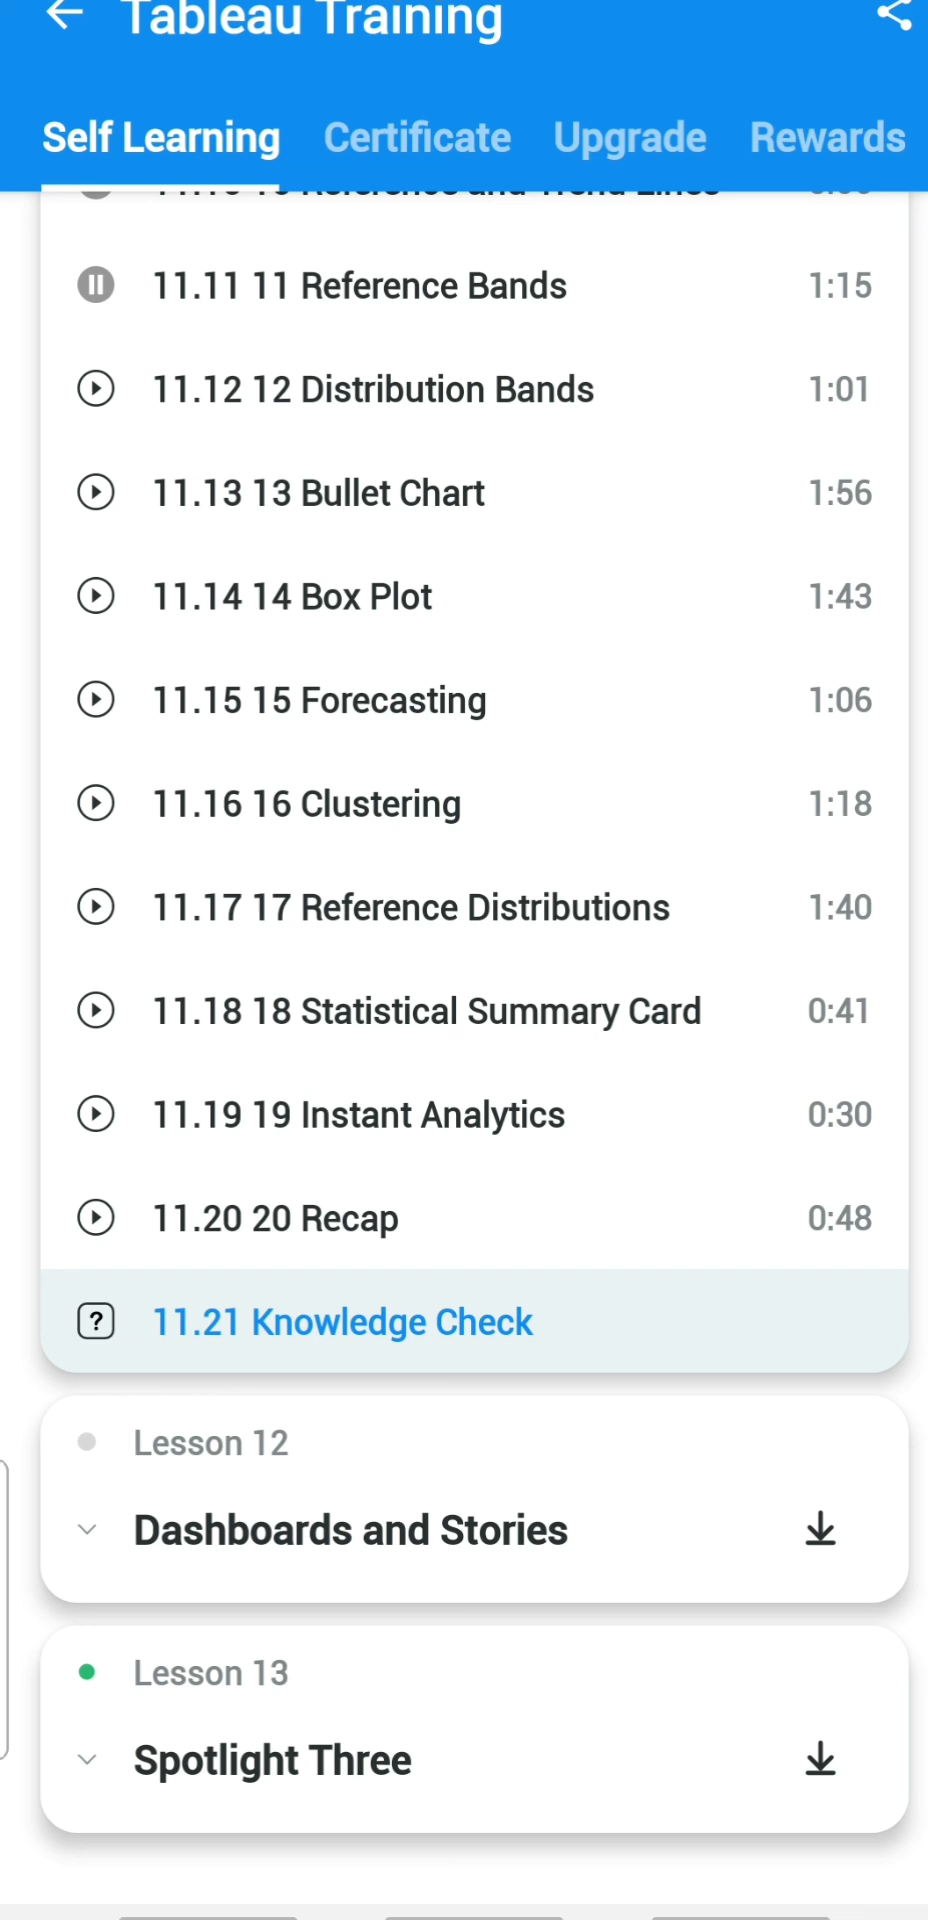 Tableau Training
Self Learning Certificate Upgrade Rewards
Reference and Trend Lines
11.11 11 Reference Bands 1:15
11.12 12 Distribution Bands 1:01
11.13 13 Bullet Chart 1:56
11.14 14 Box Plot 1:43
11.15 15 Forecasting 1:06
11.16 16 Clustering 1:18
11.17 17 Reference Distributions 1:40
11.18 18 Statistical Summary Card 0:41
11.19 19 Instant Analytics 0:30
11.20 20 Recap 0:48
11.21 Knowledge Check
Lesson 12
Dashboards and Stories
Lesson 13
Spotlight Three